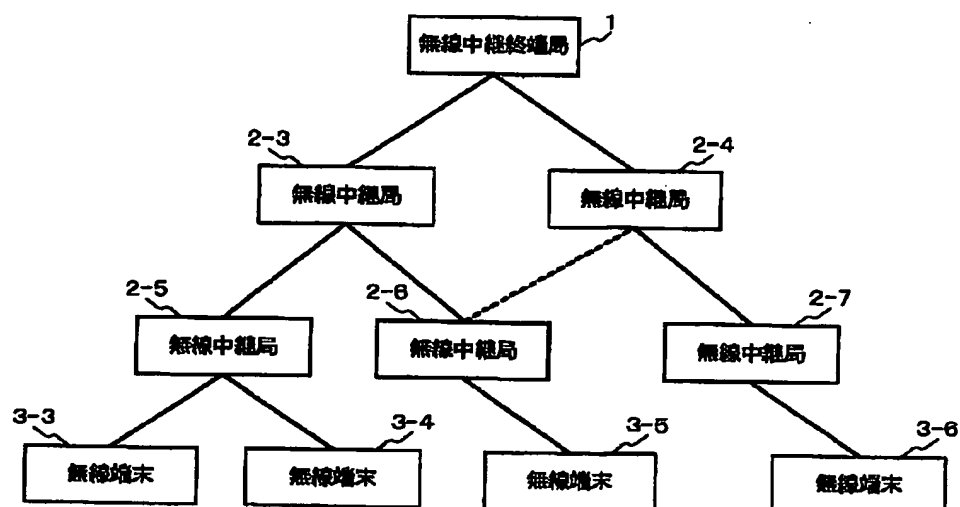 1
無線中継終端局
2-3
2-4
無線中継局
無線中継局
2-5
2-6
2-7
無線中継局
無線中継局
無線中継局
3-3
3-4
3-5
3-6
無線端末
無線端末
無線端末
無線端末